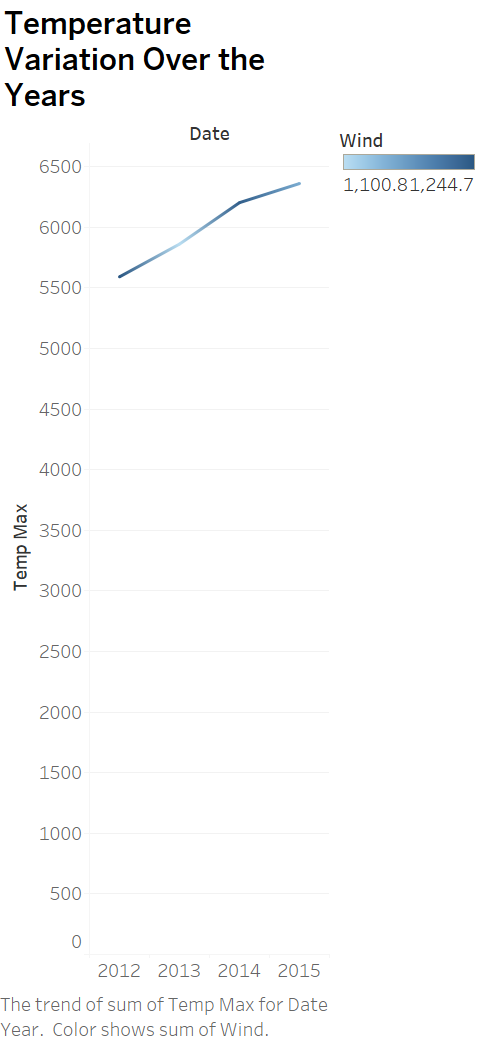 Temperature
Variation Over the
Years
Date
Wind
1,100.81,244.7
6500
6000
5500
5000
4500
4000
3500
3000
2500
2000
1500
1000
500
0
Temp Max
2012 2013 2014 2015
The trend of sum of Temp Max for Date
Year. Color shows sum of Wind.